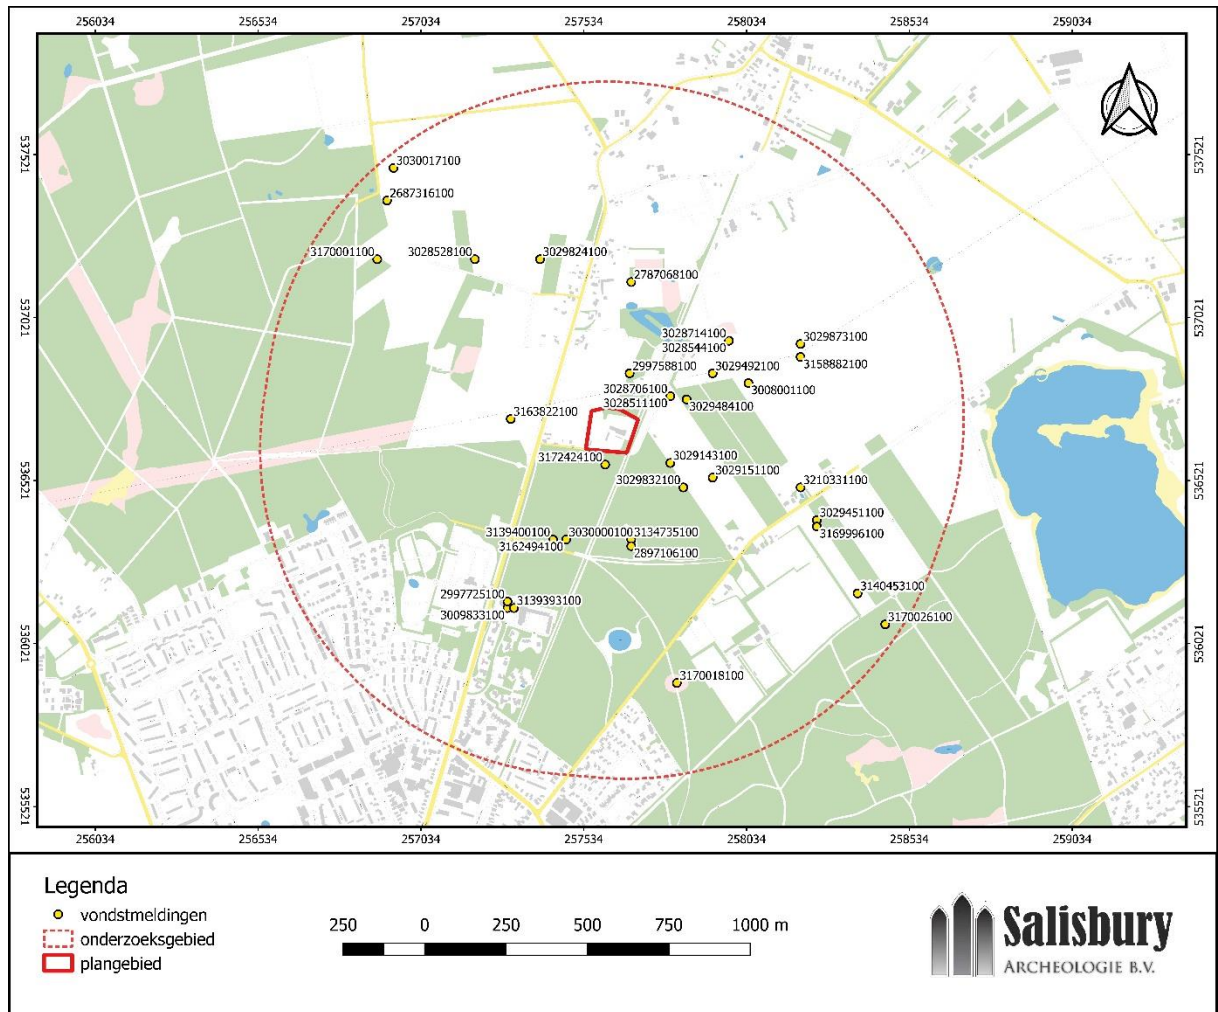 256034 256534 257034 257534 258034 258534 259034
537521 537521
3030017100
2687316100
3170001100 3028528100 3029824100
2787068100
537021 537021
3028714100 3029873100
3028544100
3158882100
2997588100 3029492100
3028706100 3008001100
3028511100 3029484100
3163822100
3172424100 3029143100
3029151100
536521 536521
3029832100 3210331100
3029451100
3139400100 3030000100 3134735100 3169996100
3162494100 2897106100
2997725100 3139393100 3140453100
3009833100
3170026100
536021 536021
3170018100
535521 535521
256034 256534 257034 257534 258034 258534 259034
Legenda
vondstmeldingen
onderzoeksgebied
plangebied
250 0 250 500 750 1000 m
Salisbury
ARCHEOLOGIE B.V.